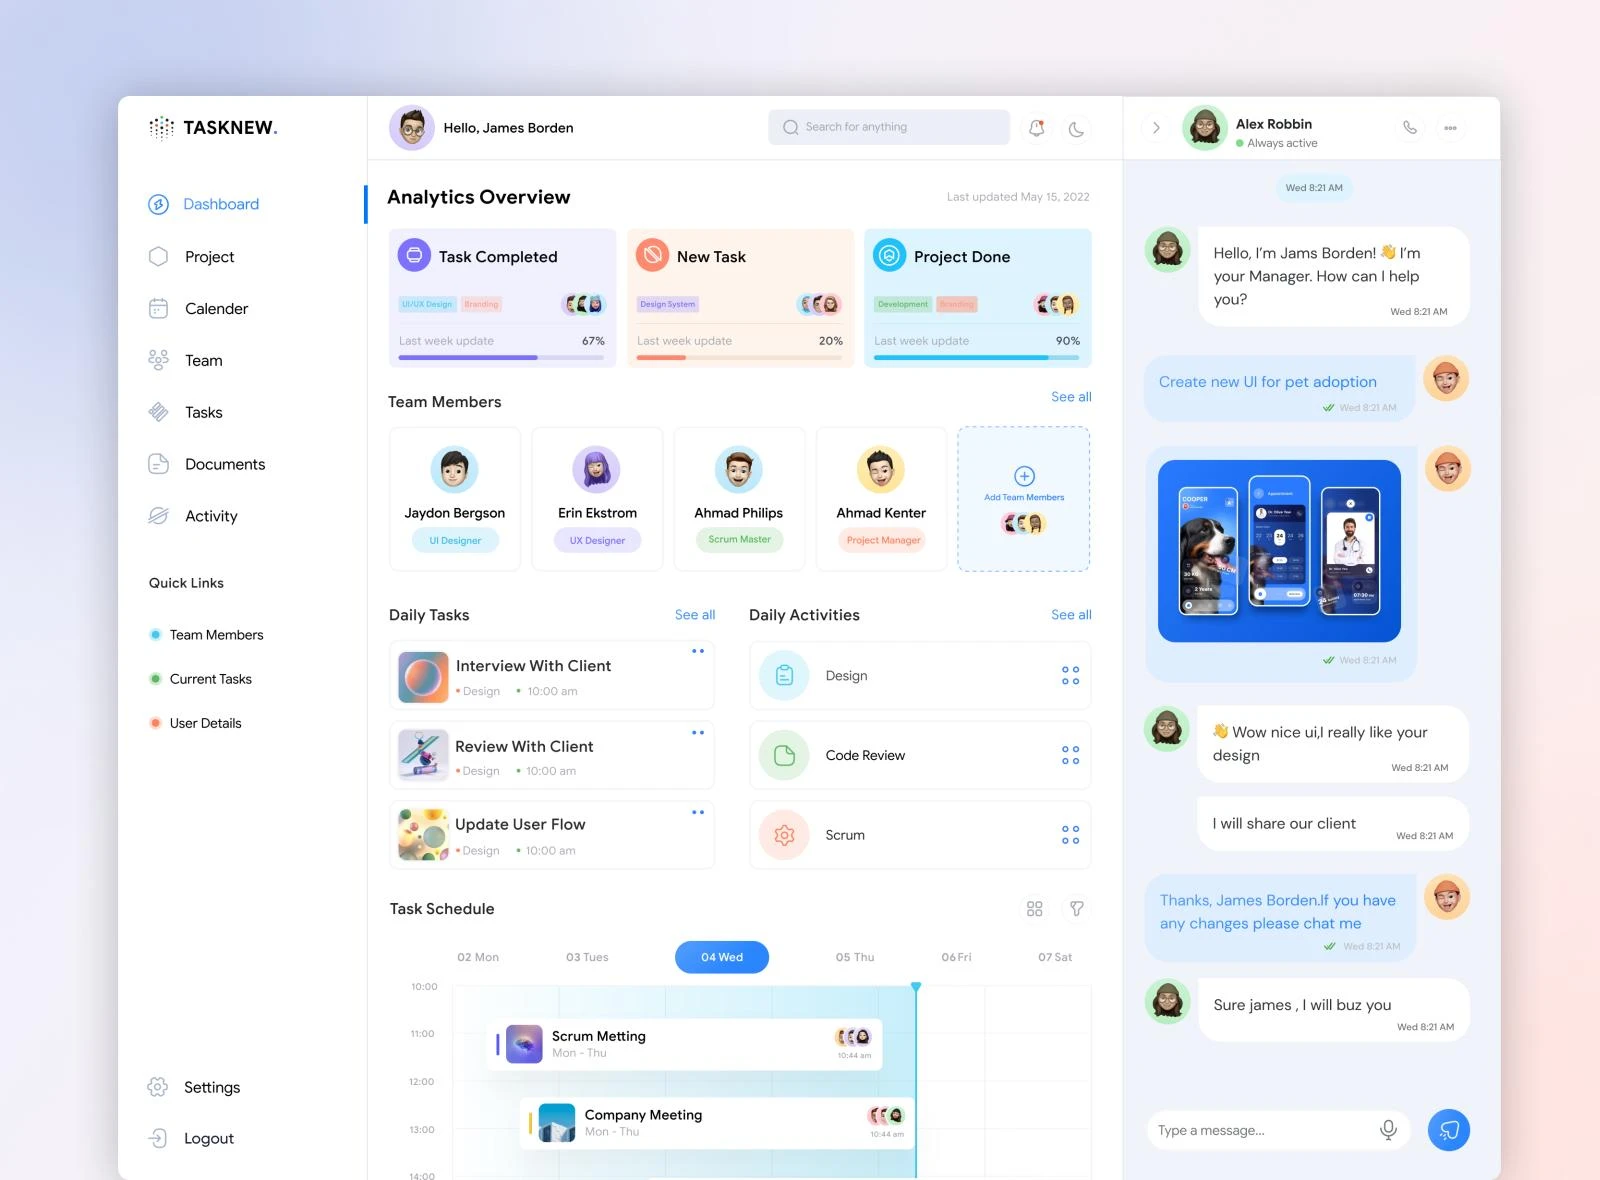 TASKNEW.
Dashboard
Project
Calender
Team
Tasks
Documents
Activity
Quick Links
Team Members
Current Tasks
User Details
Settings
Logout
Hello, James Borden
Search for anything
Analytics Overview
Last updated May 15, 2022
Task Completed
UI/UX Design Branding
Last week update 67%
New Task
Design System
Last week update 20%
Project Done
Development Branding
Last week update 90%
Team Members
See all
Jaydon Bergson
UI Designer
Erin Ekstrom
UX Designer
Ahmad Philips
Scrum Master
Ahmad Kenter
Project Manager
Add Team Members
Daily Tasks
See all
Interview With Client
Design 10:00 am
Review With Client
Design 10:00 am
Update User Flow
Design 10:00 am
Daily Activities
See all
Design
Code Review
Scrum
Task Schedule
02 Mon 03 Tues 04 Wed 05 Thu 06 Fri 07 Sat
10:00
11:00
12:00
13:00
14:00
Scrum Metting
Mon - Thu
10:44 am
Company Meeting
Mon - Thu
10:44 am
Alex Robbin
Always active
Wed 8:21 AM
Hello, I'm Jams Borden! 👋 I'm
your Manager. How can I help
you?
Wed 8:21 AM
Create new UI for pet adoption
Wed 8:21 AM
COOPER
2 Years
Appointment
24
07:30
Wed 8:21 AM
👋 Wow nice ui,I really like your
design
Wed 8:21 AM
I will share our client
Wed 8:21 AM
Thanks, James Borden.If you have
any changes please chat me
Wed 8:21 AM
Sure james , I will buz you
Wed 8:21 AM
Type a message...